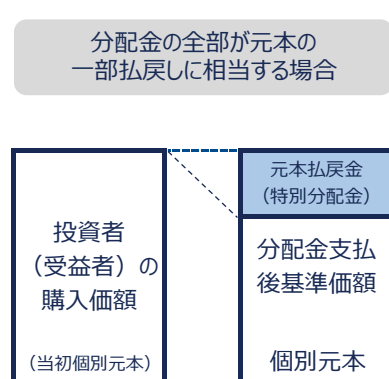 分配金の全部が元本の
一部払戻しに相当する場合
投資者
（受益者）の
購入価額
（当初個別元本）
元本払戻金
（特別分配金）
分配金支払
後基準価額
個別元本